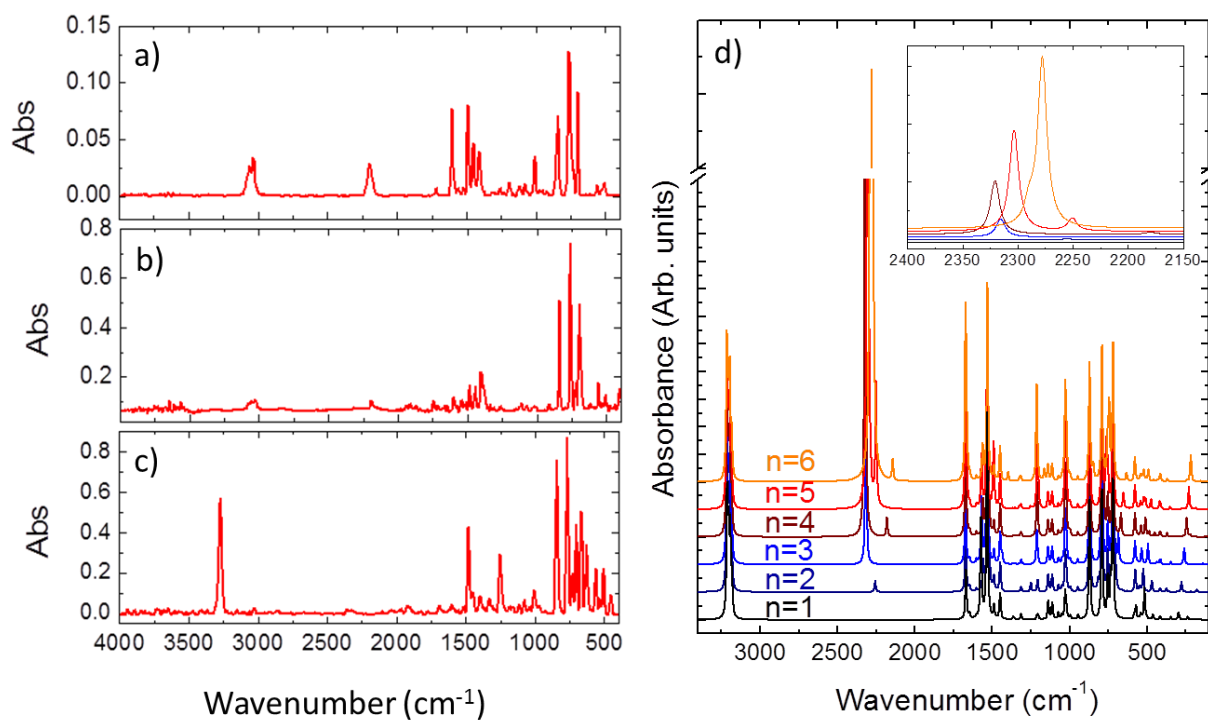 a)
0.15
0.10
0.05
0.00
Abs
b)
0.8
0.6
0.4
0.2
Abs
c)
0.8
0.6
0.4
0.2
0.0
Abs
4000 3500 3000 2500 2000 1500 1000 500
Wavenumber (cm-1)
d)
Absorbance (Arb. units)
2400 2350 2300 2250 2200 2150
n=6
n=5
n=4
n=3
n=2
n=1
3000 2500 2000 1500 1000 500
Wavenumber (cm-1)